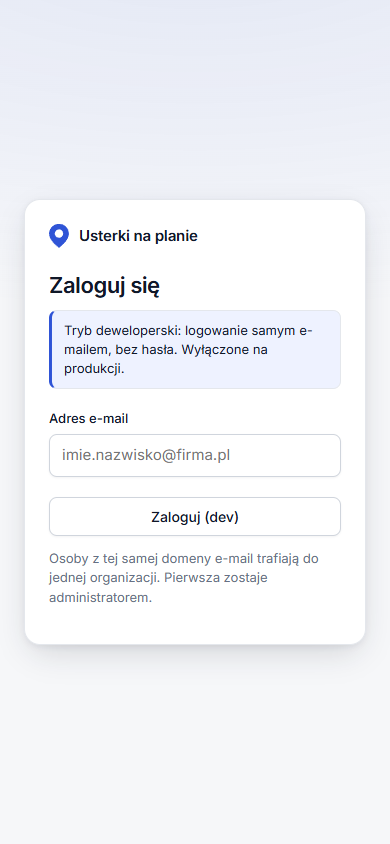 Usterki na planie
Zaloguj się
Tryb deweloperski: logowanie samym e-
mailem, bez hasła. Wyłączone na
produkcji.
Adres e-mail
imie.nazwisko@firma.pl
Zaloguj (dev)
Osoby z tej samej domeny e-mail trafiają do
jednej organizacji. Pierwsza zostaje
administratorem.